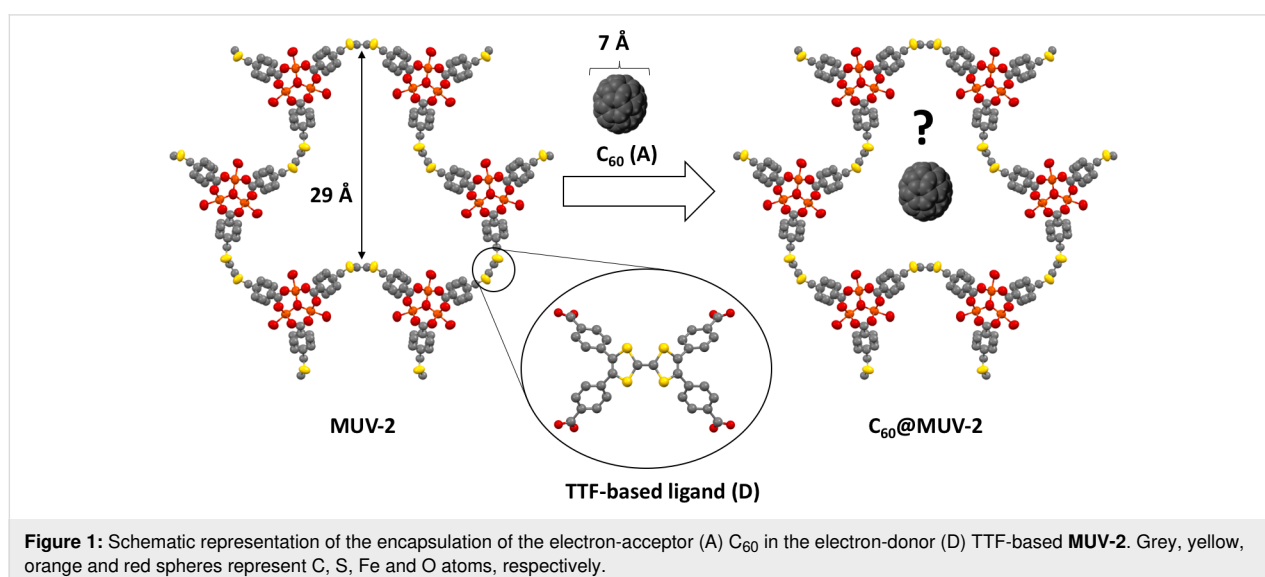 7 Å
C60 (A)
?
29 Å
MUV-2
C60@MUV-2
TTF-based ligand (D)
Figure 1: Schematic representation of the encapsulation of the electron-acceptor (A) C60 in the electron-donor (D) TTF-based MUV-2. Grey, yellow,
orange and red spheres represent C, S, Fe and O atoms, respectively.